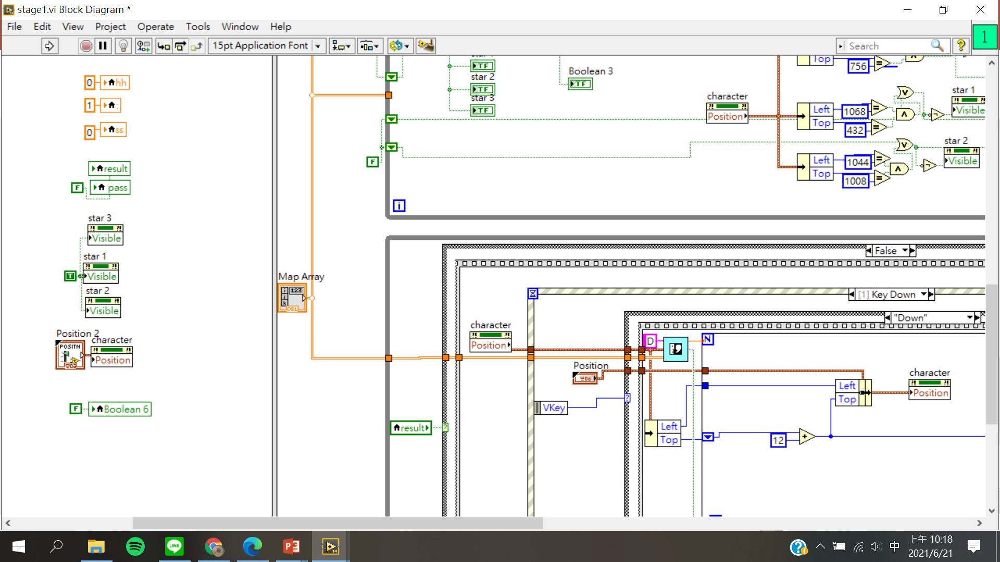 stage1.vi Block Diagram *
File Edit View Project Operate Tools Window Help
15pt Application Font
Search
1
0 hh
1 :
0 ss
result
F pass
star 3
Visible
star 1
T Visible
star 2
Visible
Position 2
POSITN
character
Position
F Boolean 6
Map Array
i 123
j
k
DBL
TF
star 2
TF
star 3
TF
Boolean 3
TF
F
i
character
Position
Top
756
Left 1068
Top 432
star 1
Visible
Left 1044
Top 1008
star 2
Visible
False
[1] Key Down
"Down"
character
Position
D
N
Position
VKey
?
result
?
Left
Top
12
+
Left
Top
character
Position
LINE
14
中
上午 10:18
2021/6/21